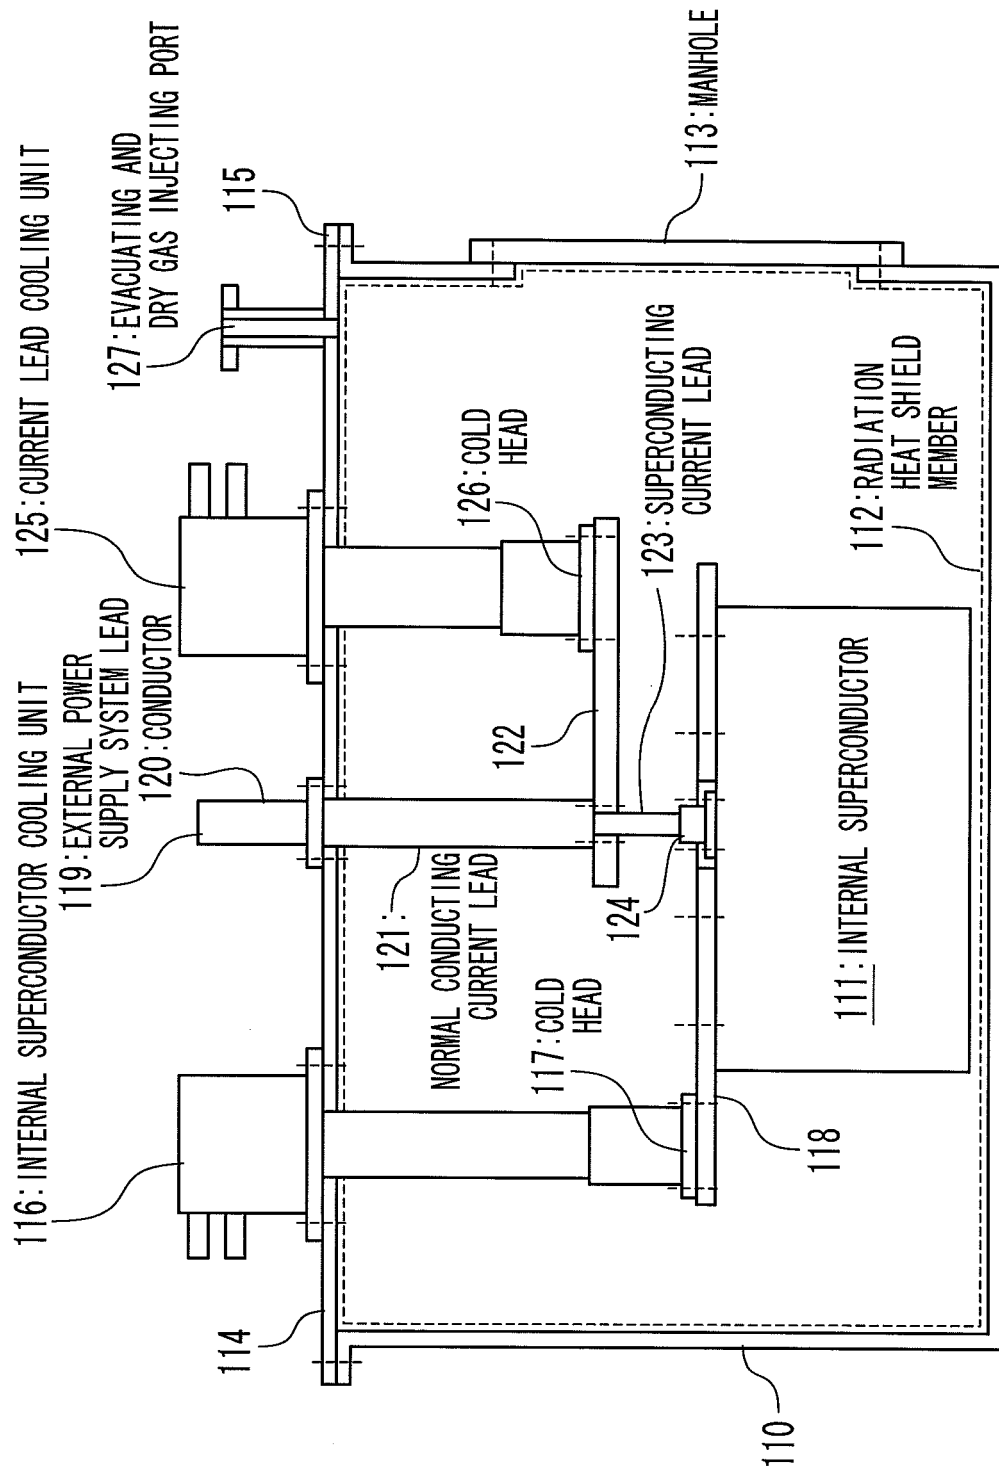 116:INTERNAL SUPERCONDUCTOR COOLING UNIT
125:CURRENT LEAD COOLING UNIT
119:EXTERNAL POWER
SUPPLY SYSTEM LEAD
120:CONDUCTOR
127:EVACUATING AND
DRY GAS INJECTING PORT
115
114
121:
NORMAL CONDUCTING
CURRENT LEAD
126:COLD
HEAD
122
117:COLD
HEAD
123:SUPERCONDUCTING
CURRENT LEAD
124
113:MANHOLE
118
111:INTERNAL SUPERCONDUCTOR
112:RADIATION
HEAT SHIELD
MEMBER
110